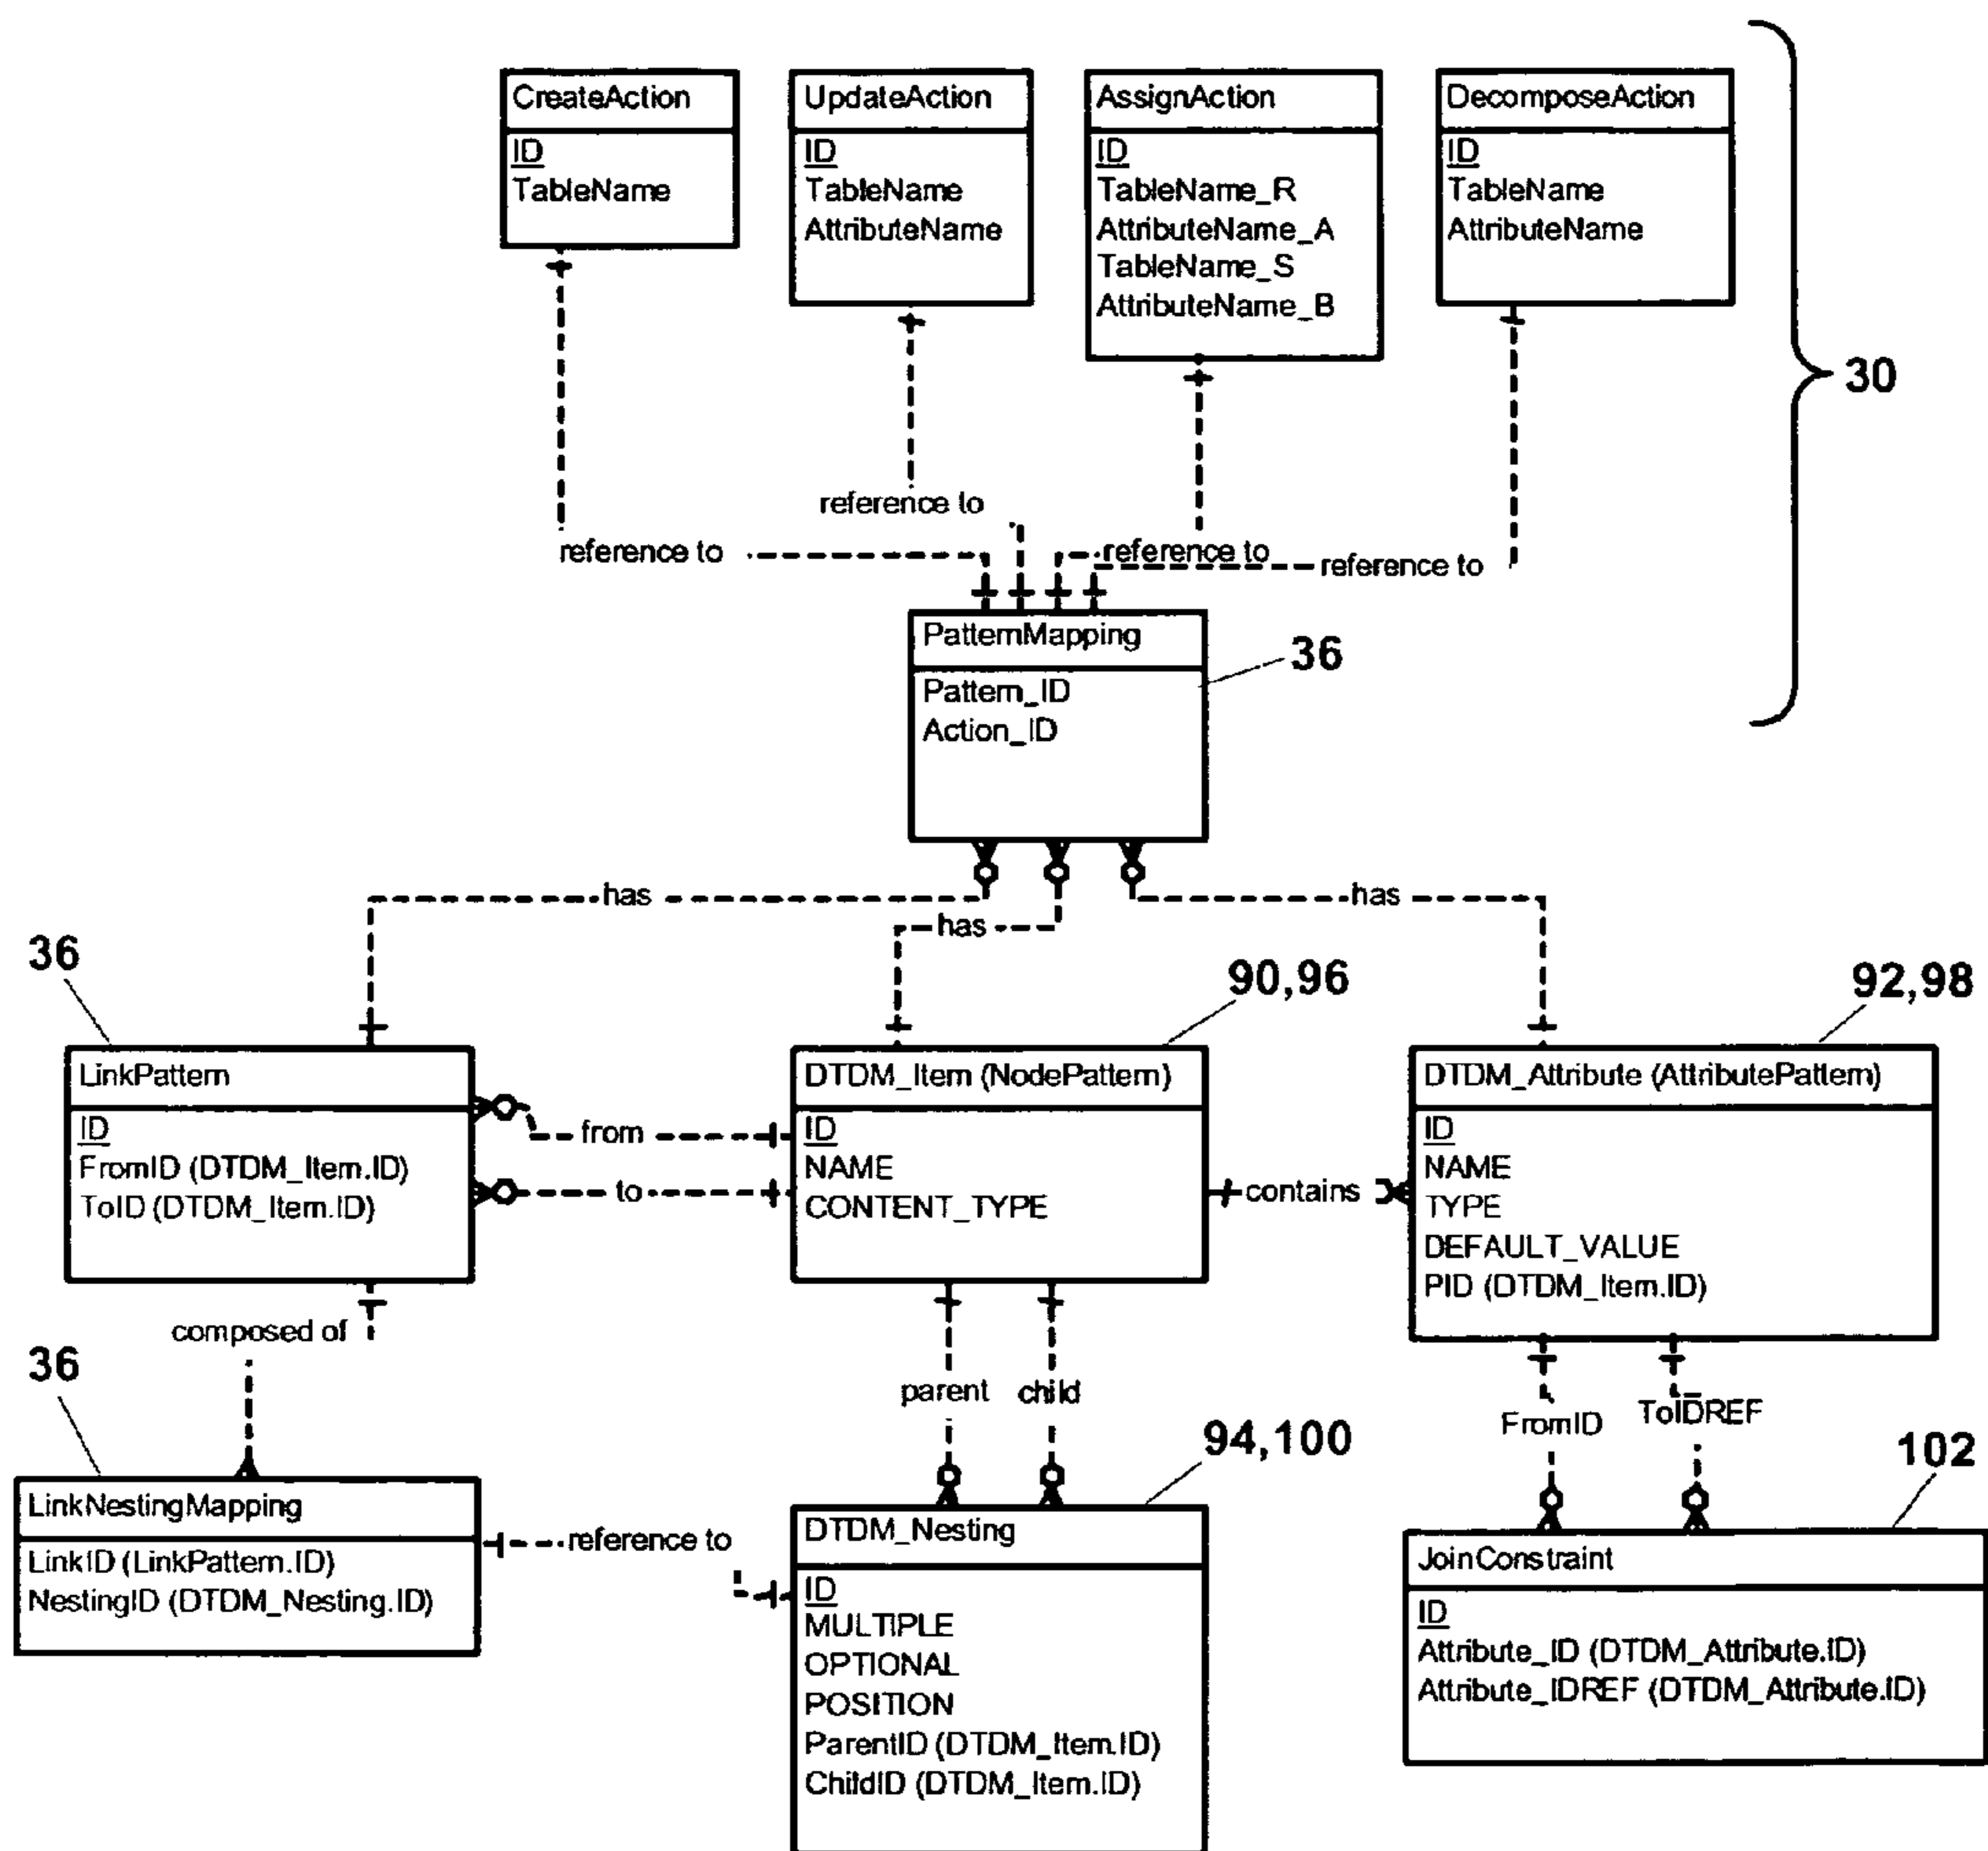 CreateAction
ID
TableName
UpdateAction
ID
TableName
AttributeName
AssignAction
ID
TableName_R
AttributeName_A
TableName_S
AttributeName_B
DecomposeAction
ID
TableName
AttributeName
30
reference to
reference to
reference to
reference to
PatternMapping
Pattern_ID
Action_ID
36
has
has
has
36
90,96
92,98
LinkPattern
ID
FromID (DTDM_Item.ID)
ToID (DTDM_Item.ID)
from
to
DTDM_Item (NodePattern)
ID
NAME
CONTENT_TYPE
contains
DTDM_Attribute (AttributePattern)
ID
NAME
TYPE
DEFAULT_VALUE
PID (DTDM_Item.ID)
composed of
36
parent
child
FromID
ToIDREF
94,100
102
LinkNestingMapping
LinkID (LinkPattern.ID)
NestingID (DTDM_Nesting.ID)
reference to
DTDM_Nesting
ID
MULTIPLE
OPTIONAL
POSITION
ParentID (DTDM_Item.ID)
ChildID (DTDM_Item.ID)
JoinConstraint
ID
Attribute_ID (DTDM_Attribute.ID)
Attribute_IDREF (DTDM_Attribute.ID)